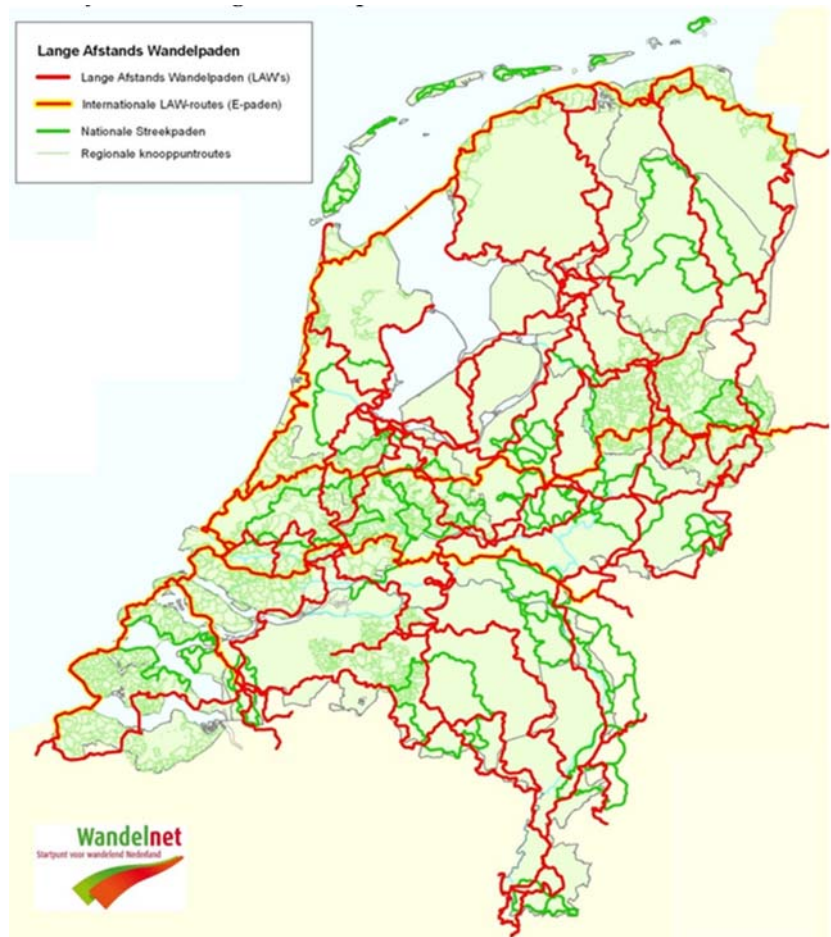 Lange Afstands Wandelpaden
Lange Afstands Wandelpaden (LAW's)
Internationale LAW-routes (E-paden)
Nationale Streekpaden
Regionale knooppuntroutes
Wandelnet
Startpunt voor wandelend Nederland